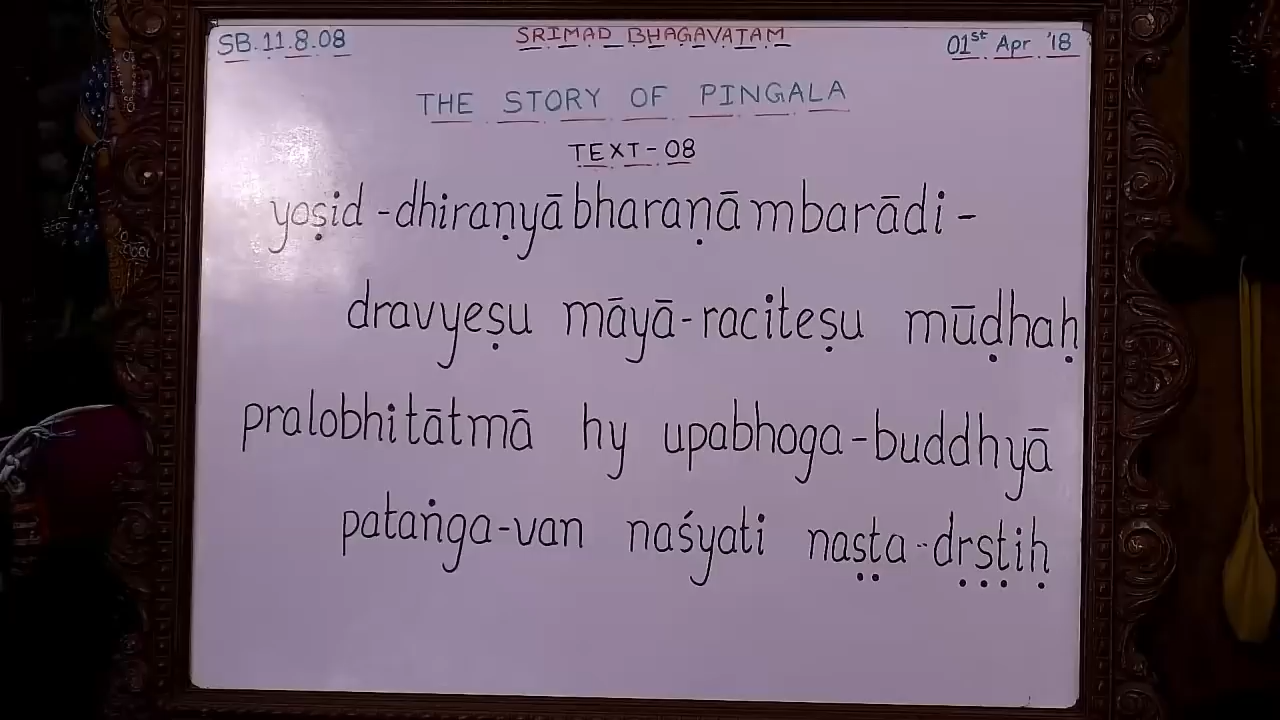 SB.11.8.08 SRIMAD BHAGAVATAM 01st Apr '18
THE STORY OF PINGALA
TEXT-08
yoṣid-dhiraṇyābharaṇāmbarādi-
dravyeṣu māyā-raciteṣu mūḍhaḥ
pralobhitātmā hy upabhoga-buddhyā
pataṅga-van naśyati naṣṭa-dṛṣṭiḥ